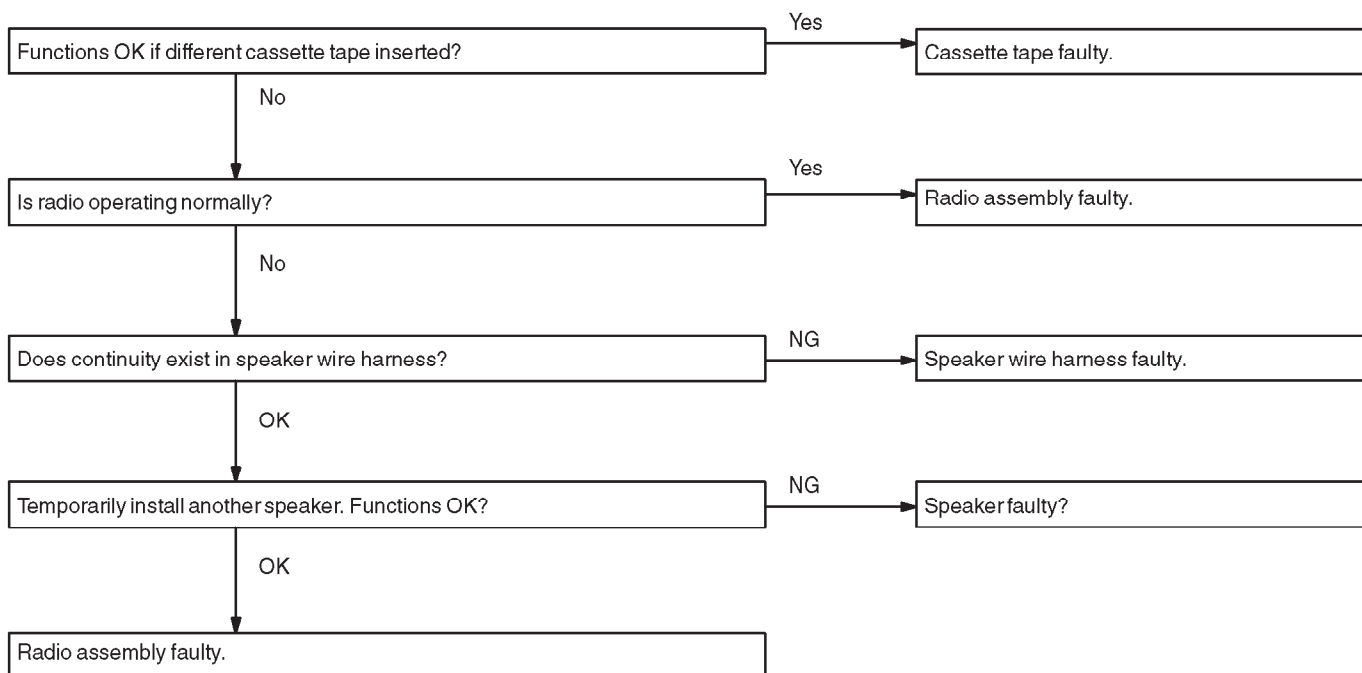 Functions OK if different cassette tape inserted?
Yes
Cassette tape faulty.
No
Is radio operating normally?
Yes
Radio assembly faulty.
No
Does continuity exist in speaker wire harness?
NG
Speaker wire harness faulty.
OK
Temporarily install another speaker. Functions OK?
NG
Speaker faulty?
OK
Radio assembly faulty.